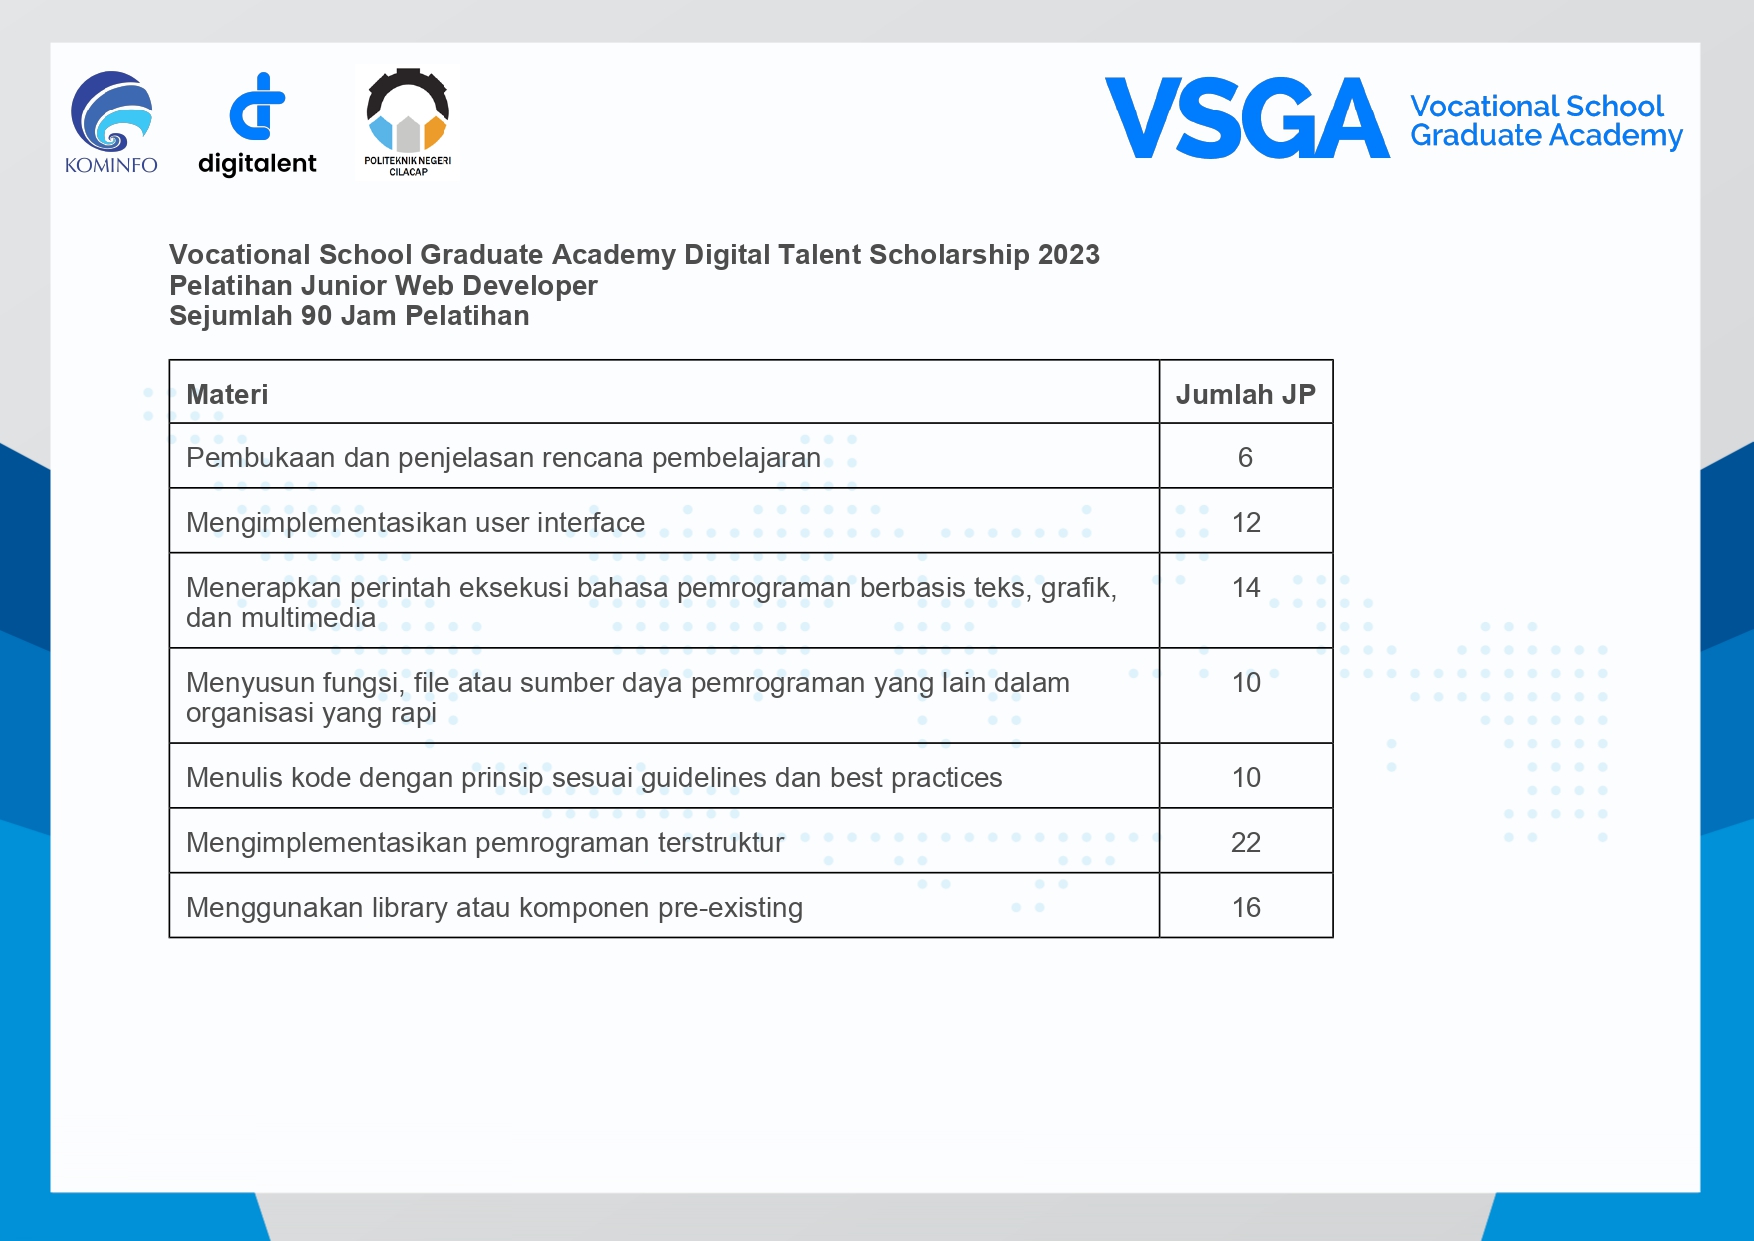 KOMINFO
digitalent
POLITEKNIK NEGERI
CILACAP
VSGA
Vocational School
Graduate Academy
Vocational School Graduate Academy Digital Talent Scholarship 2023
Pelatihan Junior Web Developer
Sejumlah 90 Jam Pelatihan
Materi Jumlah JP
Pembukaan dan penjelasan rencana pembelajaran 6
Mengimplementasikan user interface 12
Menerapkan perintah eksekusi bahasa pemrograman berbasis teks, grafik, 14
dan multimedia
Menyusun fungsi, file atau sumber daya pemrograman yang lain dalam 10
organisasi yang rapi
Menulis kode dengan prinsip sesuai guidelines dan best practices 10
Mengimplementasikan pemrograman terstruktur 22
Menggunakan library atau komponen pre-existing 16